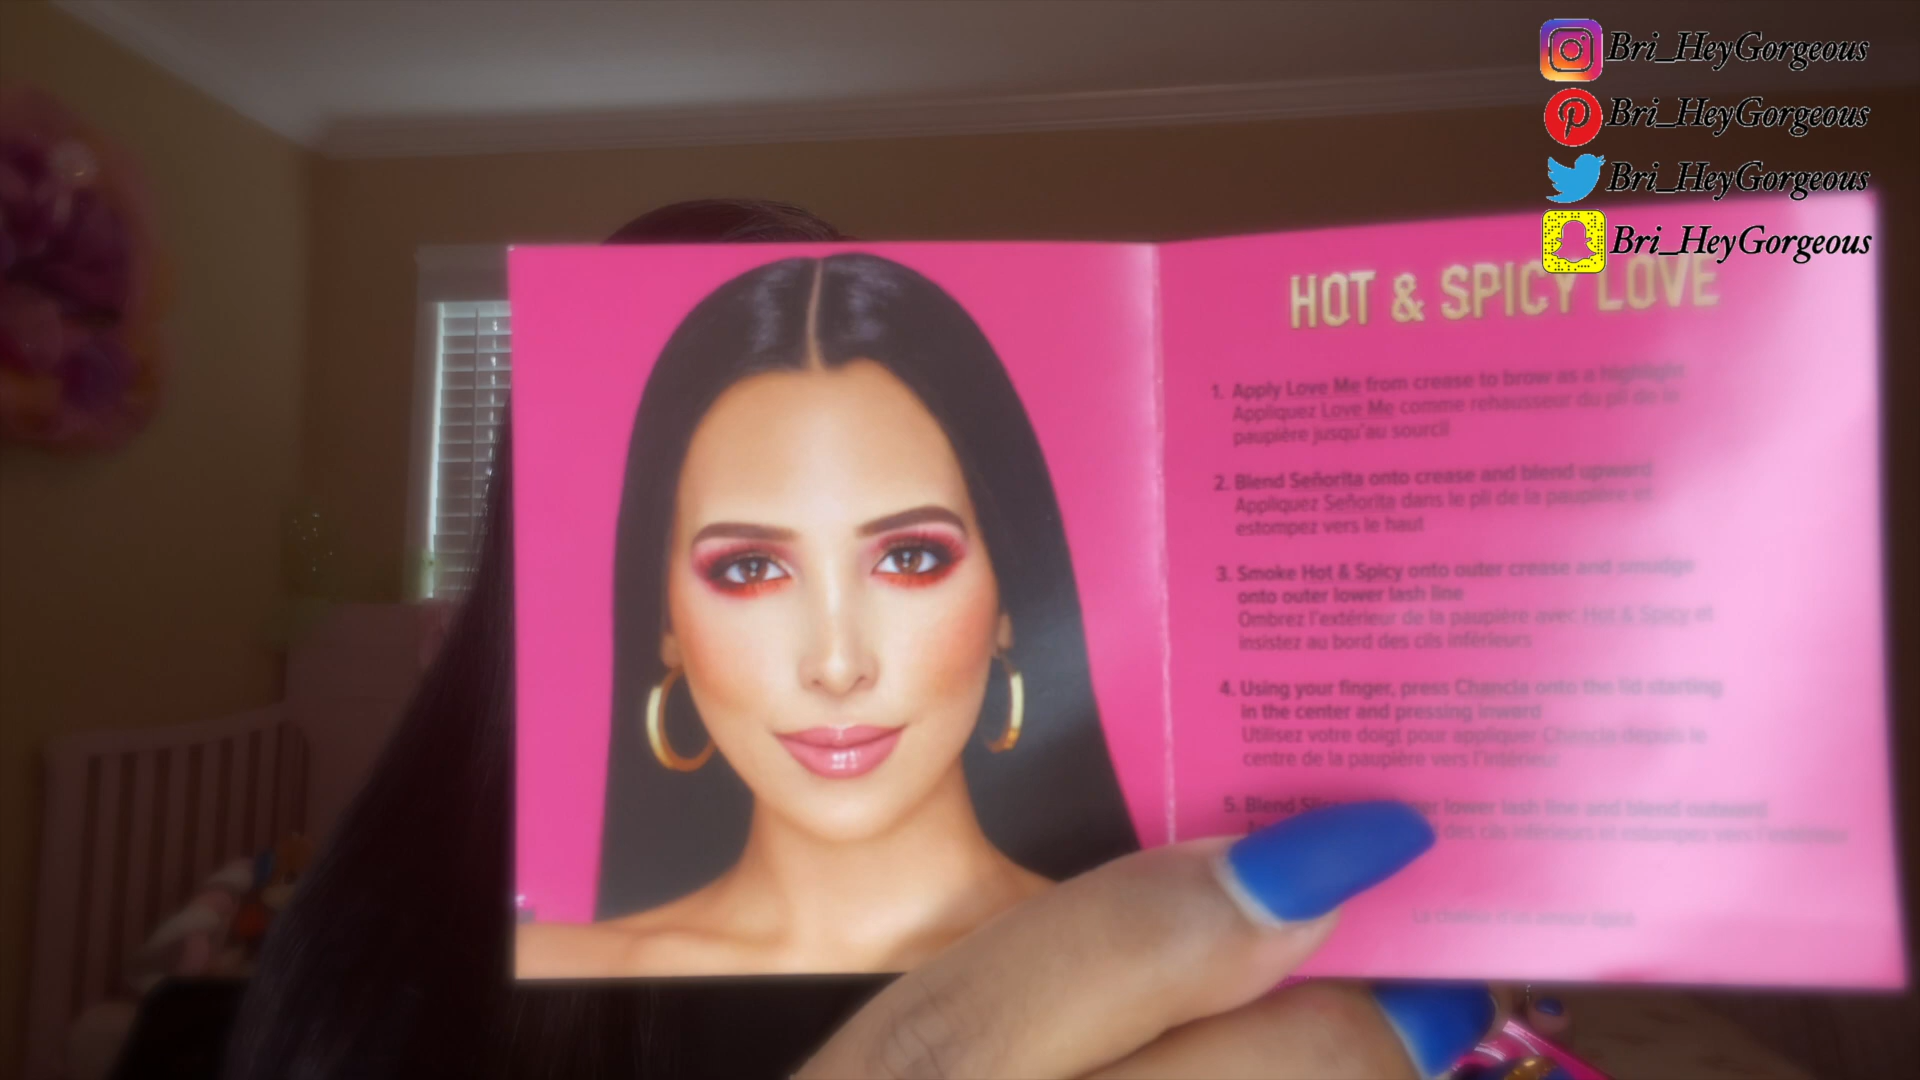 Bri_HeyGorgeous
Bri_HeyGorgeous
Bri_HeyGorgeous
Bri_HeyGorgeous
HOT & SPICY LOVE
1. Apply Love Me from crease to brow as a highlight
Appliquez Love Me comme rehausseur du pli de la
paupière jusqu'au sourcil
2. Blend Señorita onto crease and blend upward
Appliquez Señorita dans le pli de la paupière et
estompez vers le haut
3. Smoke Hot & Spicy onto outer crease and smudge
onto outer lower lash line
Ombrez l'extérieur de la paupière avec Hot & Spicy et
insistez au bord des cils inférieurs
4. Using your finger, press Chancla onto the lid starting
in the center and pressing inward
Utilisez votre doigt pour appliquer Chancla depuis le
centre de la paupière vers l'intérieur
5. Blend lower lash line and blend outward
des cils inférieurs et estompez vers l'extérieur